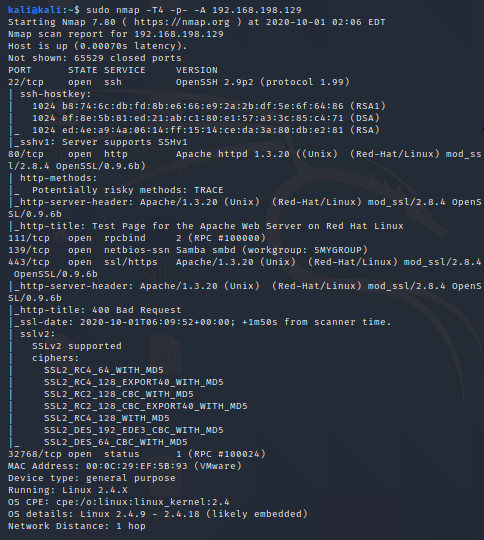 kali@kali:~$ sudo nmap -T4 -p- -A 192.168.198.129
Starting Nmap 7.80 ( https://nmap.org ) at 2020-10-01 02:06 EDT
Nmap scan report for 192.168.198.129
Host is up (0.00070s latency).
Not shown: 65529 closed ports
PORT      STATE SERVICE     VERSION
22/tcp    open  ssh         OpenSSH 2.9p2 (protocol 1.99)
| ssh-hostkey:
|   1024 b8:74:6c:db:fd:8b:e6:66:e9:2a:2b:df:5e:6f:64:86 (RSA1)
|   1024 8f:8e:5b:81:ed:21:ab:c1:80:e1:57:a3:3c:85:c4:71 (DSA)
|_  1024 ed:4e:a9:4a:06:14:ff:15:14:ce:da:3a:80:db:e2:81 (RSA)
|_sshv1: Server supports SSHv1
80/tcp    open  http        Apache httpd 1.3.20 ((Unix)  (Red-Hat/Linux) mod_ss
l/2.8.4 OpenSSL/0.9.6b)
| http-methods:
|_  Potentially risky methods: TRACE
|_http-server-header: Apache/1.3.20 (Unix)  (Red-Hat/Linux) mod_ssl/2.8.4 OpenS
SL/0.9.6b
|_http-title: Test Page for the Apache Web Server on Red Hat Linux
111/tcp   open  rpcbind     2 (RPC #100000)
139/tcp   open  netbios-ssn Samba smbd (workgroup: 5MYGROUP)
443/tcp   open  ssl/https   Apache/1.3.20 (Unix)  (Red-Hat/Linux) mod_ssl/2.8.4
 OpenSSL/0.9.6b
|_http-server-header: Apache/1.3.20 (Unix)  (Red-Hat/Linux) mod_ssl/2.8.4 OpenS
SL/0.9.6b
|_http-title: 400 Bad Request
|_ssl-date: 2020-10-01T06:09:52+00:00; +1m50s from scanner time.
| sslv2:
|   SSLv2 supported
|   ciphers:
|     SSL2_RC4_64_WITH_MD5
|     SSL2_RC4_128_EXPORT40_WITH_MD5
|     SSL2_RC2_128_CBC_WITH_MD5
|     SSL2_RC2_128_CBC_EXPORT40_WITH_MD5
|     SSL2_RC4_128_WITH_MD5
|     SSL2_DES_192_EDE3_CBC_WITH_MD5
|_    SSL2_DES_64_CBC_WITH_MD5
32768/tcp open  status      1 (RPC #100024)
MAC Address: 00:0C:29:EF:5B:93 (VMware)
Device type: general purpose
Running: Linux 2.4.X
OS CPE: cpe:/o:linux:linux_kernel:2.4
OS details: Linux 2.4.9 - 2.4.18 (likely embedded)
Network Distance: 1 hop